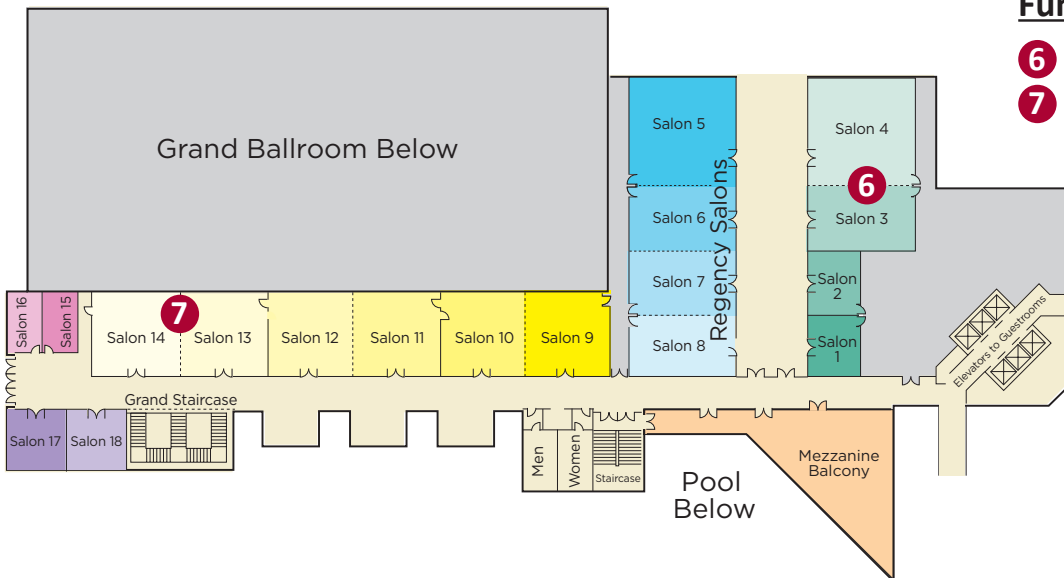 Fun
6
7
Grand Ballroom Below
Salon 5
Salon 4
6
Salon 6
Salon 3
Regency Salons
Salon 7
Salon
2
Salon 8
Salon
1
Salon 16
Salon 15
7
Salon 14
Salon 13
Salon 12
Salon 11
Salon 10
Salon 9
Elevators to Guestrooms
Grand Staircase
Salon 17
Salon 18
Men
Women
Staircase
Mezzanine
Balcony
Pool
Below